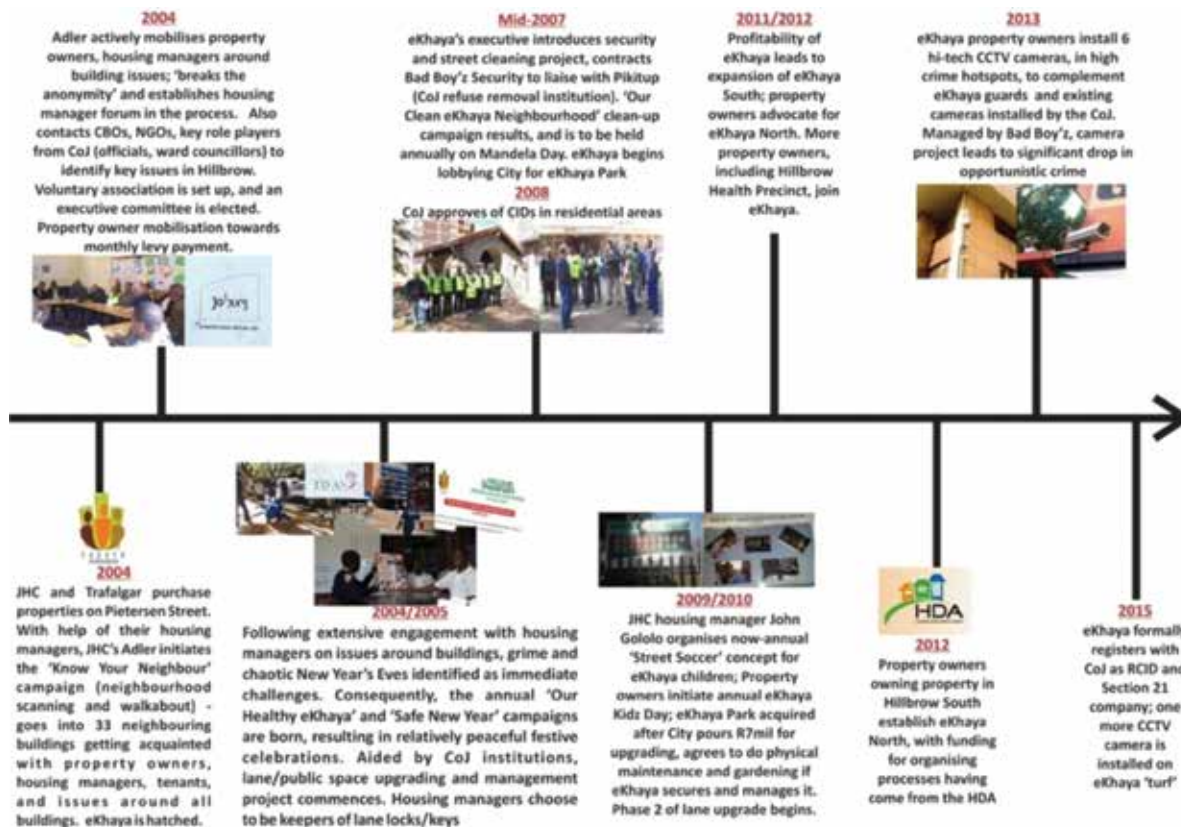 2004
Adler actively mobilises property
owners, housing managers around
building issues; ‘breaks the
anonymity’ and establishes housing
manager forum in the process. Also
contacts CBOs, NGOs, key role players
from CoJ (officials, ward councillors) to
identify key issues in Hillbrow.
Voluntary association is set up, and an
executive committee is elected.
Property owner mobilisation towards
monthly levy payment.
Mid-2007
eKhaya’s executive introduces security
and street cleaning project, contracts
Bad Boy’z Security to liaise with Pikitup
(CoJ refuse removal institution). ‘Our
Clean eKhaya Neighbourhood’ clean-up
campaign results, and is to be held
annually on Mandela Day. eKhaya begins
lobbying City for eKhaya Park
2008
CoJ approves of CIDs in residential areas
2011/2012
Profitability of
eKhaya leads to
expansion of eKhaya
South; property
owners advocate for
eKhaya North. More
property owners,
including Hillbrow
Health Precinct, join
eKhaya.
2013
eKhaya property owners install 6
hi-tech CCTV cameras, in high
crime hotspots, to complement
eKhaya guards and existing
cameras installed by the CoJ.
Managed by Bad Boy’z, camera
project leads to significant drop in
opportunistic crime
2004
JHC and Trafalgar purchase
properties on Pietersen Street.
With help of their housing
managers, JHC’s Adler initiates
the ‘Know Your Neighbour’
campaign (neighbourhood
scanning and walkabout) -
goes into 33 neighbouring
buildings getting acquainted
with property owners,
housing managers, tenants,
and issues around all
buildings. eKhaya is hatched.
2004/2005
Following extensive engagement with housing
managers on issues around buildings, grime and
chaotic New Year’s Eves identified as immediate
challenges. Consequently, the annual ‘Our
Healthy eKhaya’ and ‘Safe New Year’ campaigns
are born, resulting in relatively peaceful festive
celebrations. Aided by CoJ institutions,
lane/public space upgrading and management
project commences. Housing managers choose
to be keepers of lane locks/keys
2009/2010
JHC housing manager John
Gololo organises now-annual
‘Street Soccer’ concept for
eKhaya children; Property
owners initiate annual eKhaya
Kidz Day; eKhaya Park acquired
after City pours R7mil for
upgrading, agrees to do physical
maintenance and gardening if
eKhaya secures and manages it.
Phase 2 of lane upgrade begins.
HDA
2012
Property owners
owning property in
Hillbrow South
establish eKhaya
North, with funding
for organising
processes having
come from the HDA
2015
eKhaya formally
registers with
CoJ as RCID and
Section 21
company; one
more CCTV
camera is
installed on
eKhaya ‘turf’